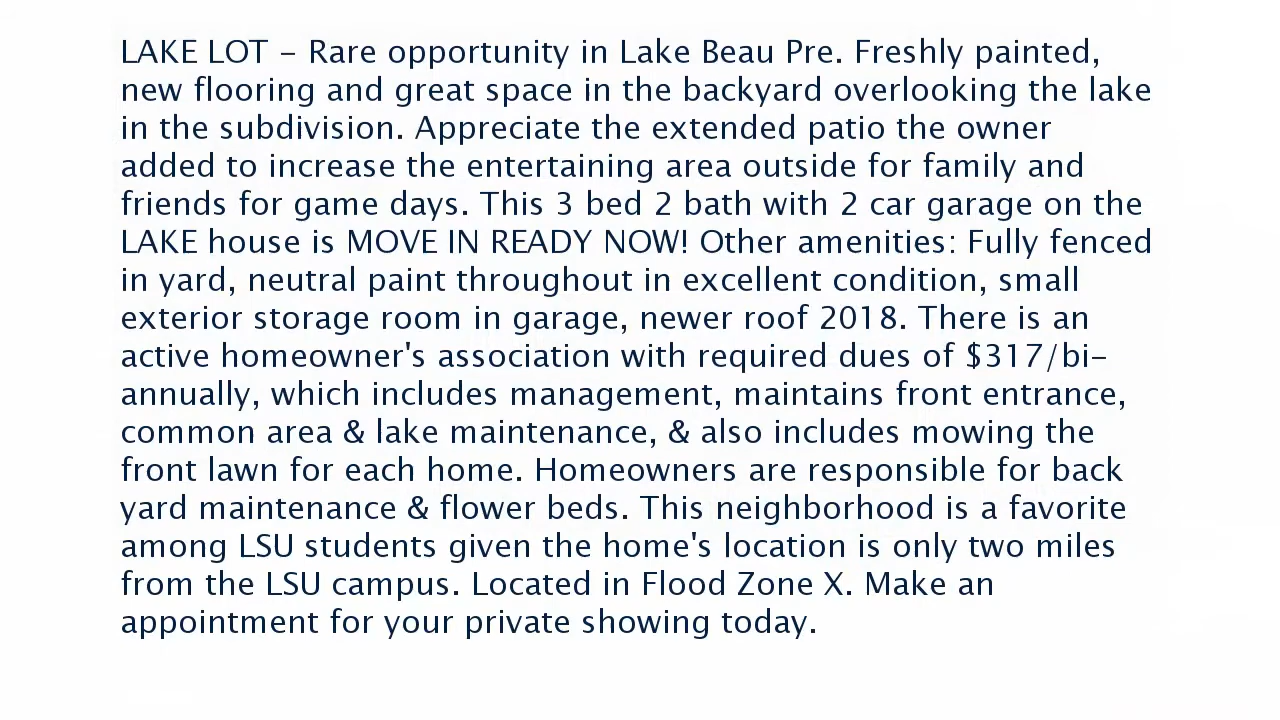 LAKE LOT - Rare opportunity in Lake Beau Pre. Freshly painted,
new flooring and great space in the backyard overlooking the lake
in the subdivision. Appreciate the extended patio the owner
added to increase the entertaining area outside for family and
friends for game days. This 3 bed 2 bath with 2 car garage on the
LAKE house is MOVE IN READY NOW! Other amenities: Fully fenced
in yard, neutral paint throughout in excellent condition, small
exterior storage room in garage, newer roof 2018. There is an
active homeowner's association with required dues of $317/bi-
annually, which includes management, maintains front entrance,
common area & lake maintenance, & also includes mowing the
front lawn for each home. Homeowners are responsible for back
yard maintenance & flower beds. This neighborhood is a favorite
among LSU students given the home's location is only two miles
from the LSU campus. Located in Flood Zone X. Make an
appointment for your private showing today.